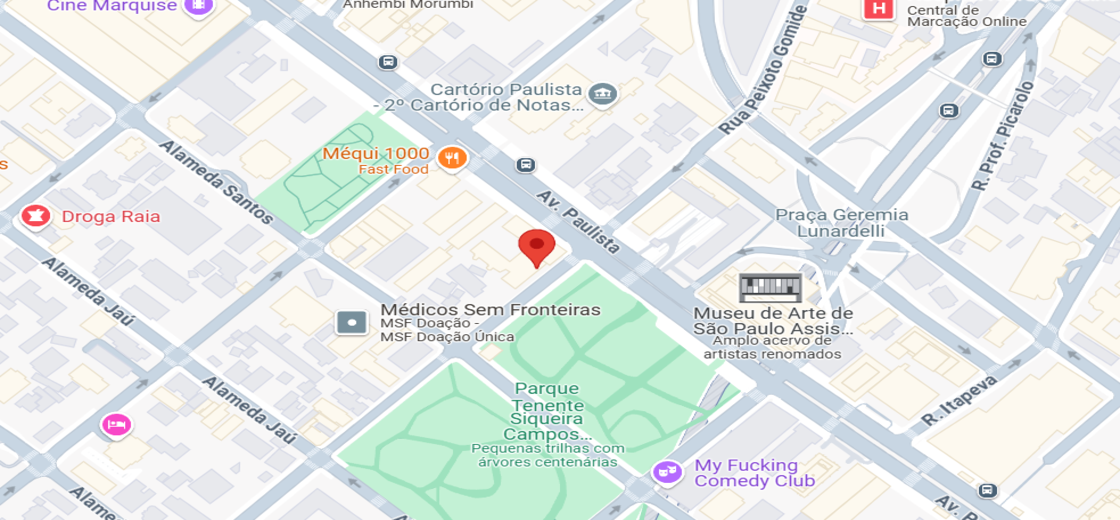 Cine Marquise
Anhembi Morumbi
H
Central de
Marcação Online
Cartório Paulista
- 2º Cartório de Notas...
Rua Peixoto Gomide
R. Prof. Picarolo
Méqui 1000
Fast Food
Alameda Santos
s
Droga Raia
Av. Paulista
Praça Geremia
Lunardelli
Alameda Jaú
Médicos Sem Fronteiras
MSF Doação -
MSF Doação Única
Museu de Arte de
São Paulo Assis...
Amplo acervo de
artistas renomados
Alameda Jaú
Parque
Tenente
Siqueira
Campos...
Pequenas trilhas com
árvores centenárias
R. Itapeva
My Fucking
Comedy Club
Alame
Av. P